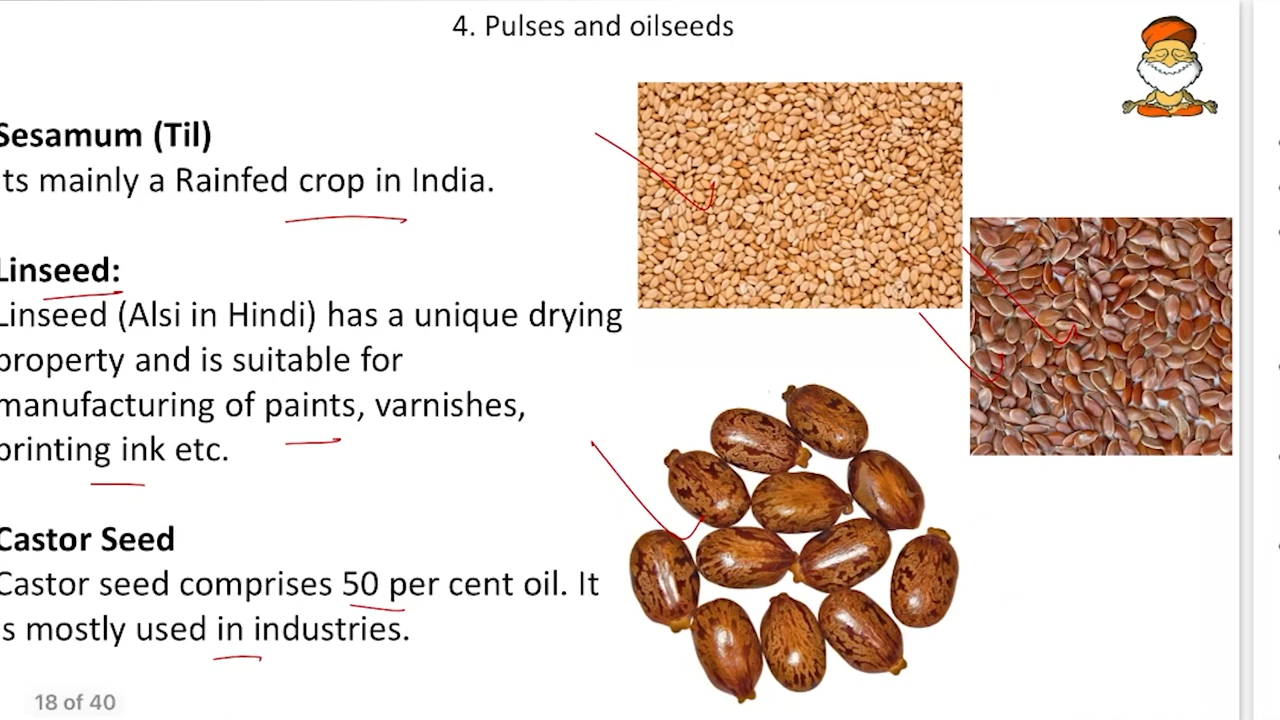 4. Pulses and oilseeds
Sesamum (Til)
ts mainly a Rainfed crop in India.
Linseed:
Linseed (Alsi in Hindi) has a unique drying
property and is suitable for
manufacturing of paints, varnishes,
printing ink etc.
Castor Seed
Castor seed comprises 50 per cent oil. It
s mostly used in industries.
18 of 40